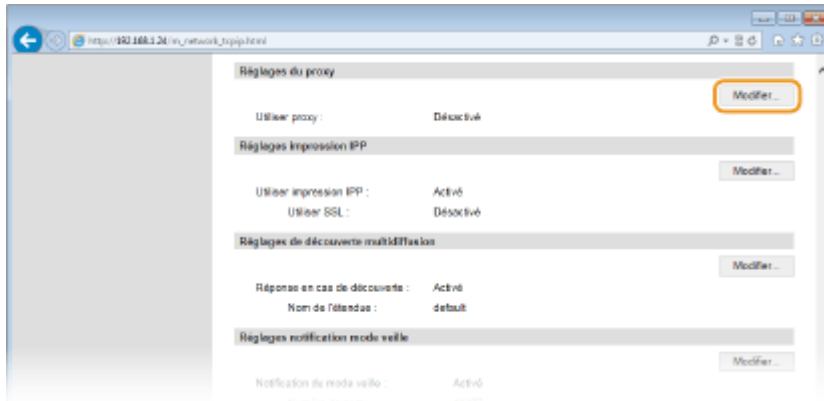 http://192.168.1.24/m_network_tcpip.html
Réglages du proxy
Modifier...
Utiliser proxy : Désactivé
Réglages impression IPP
Modifier...
Utiliser impression IPP : Activé
Utiliser SSL : Désactivé
Réglages de découverte multidiffusion
Modifier...
Réponse en cas de découverte : Activé
Nom de l'étendue : default
Réglages notification mode veille
Modifier...
Notification du mode veille : Activé